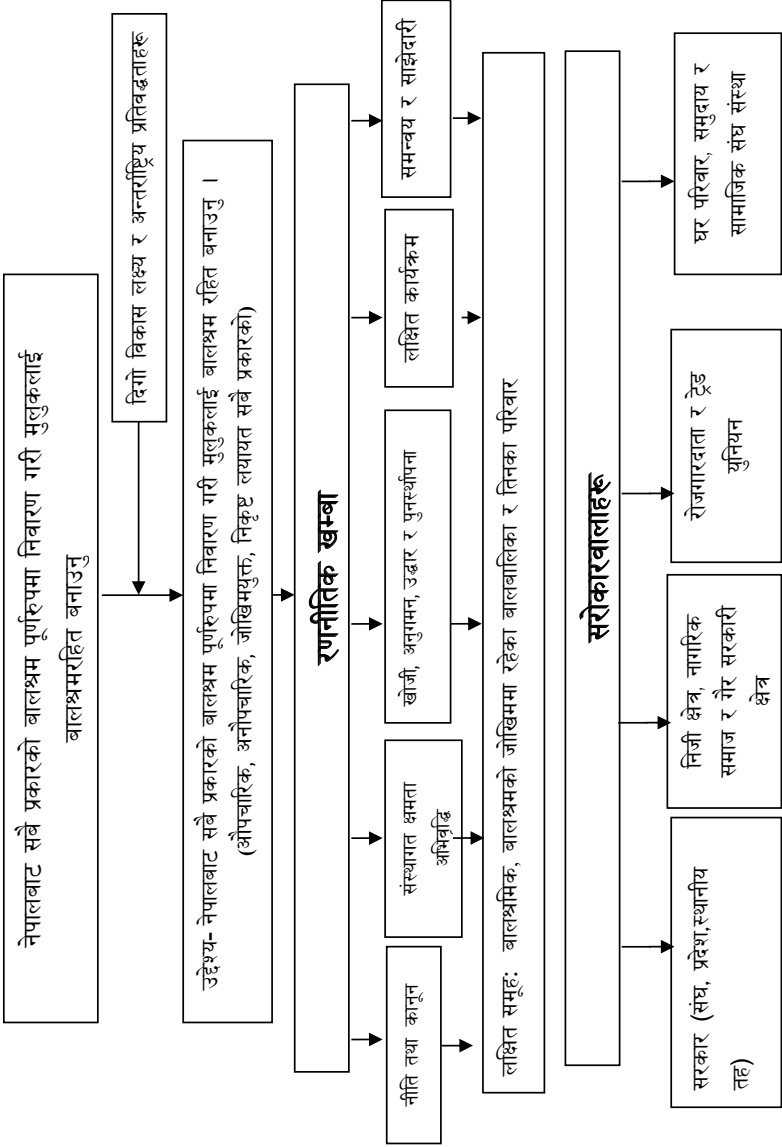 नेपालबाट सबै प्रकारको बालश्रम पूर्णरुपमा निवारण गरी मुलुकलाई
बालश्रमरहित बनाउनु
दिगो विकास लक्ष्य र अन्तर्राष्ट्रिय प्रतिवद्धताहरू
उद्देश्य- नेपालबाट सबै प्रकारको बालश्रम पूर्णरुपमा निवारण गरी मुलुकलाई बालश्रम रहित बनाउनु ।
(औपचारिक, अनौपचारिक, जोखिमयुक्त, निकृष्ट लयायत सबै प्रकारको)
रणनीतिक खम्बा
नीति तथा कानून
संस्थागत क्षमता
अभिवृद्धि
खोजी, अनुगमन, उद्धार र पुनर्स्थापना
लक्षित कार्यक्रम
समन्वय र साझेदारी
लक्षित समूह: बालश्रमिक, बालश्रमको जोखिममा रहेका बालबालिका र तिनका परिवार
सरोकारवालाहरू
सरकार (संघ, प्रदेश,स्थानीय
तह)
निजी क्षेत्र, नागरिक
समाज र गैर सरकारी
क्षेत्र
रोजगारदाता र ट्रेड
युनियन
घर परिवार, समुदाय र
सामाजिक संघ संस्था